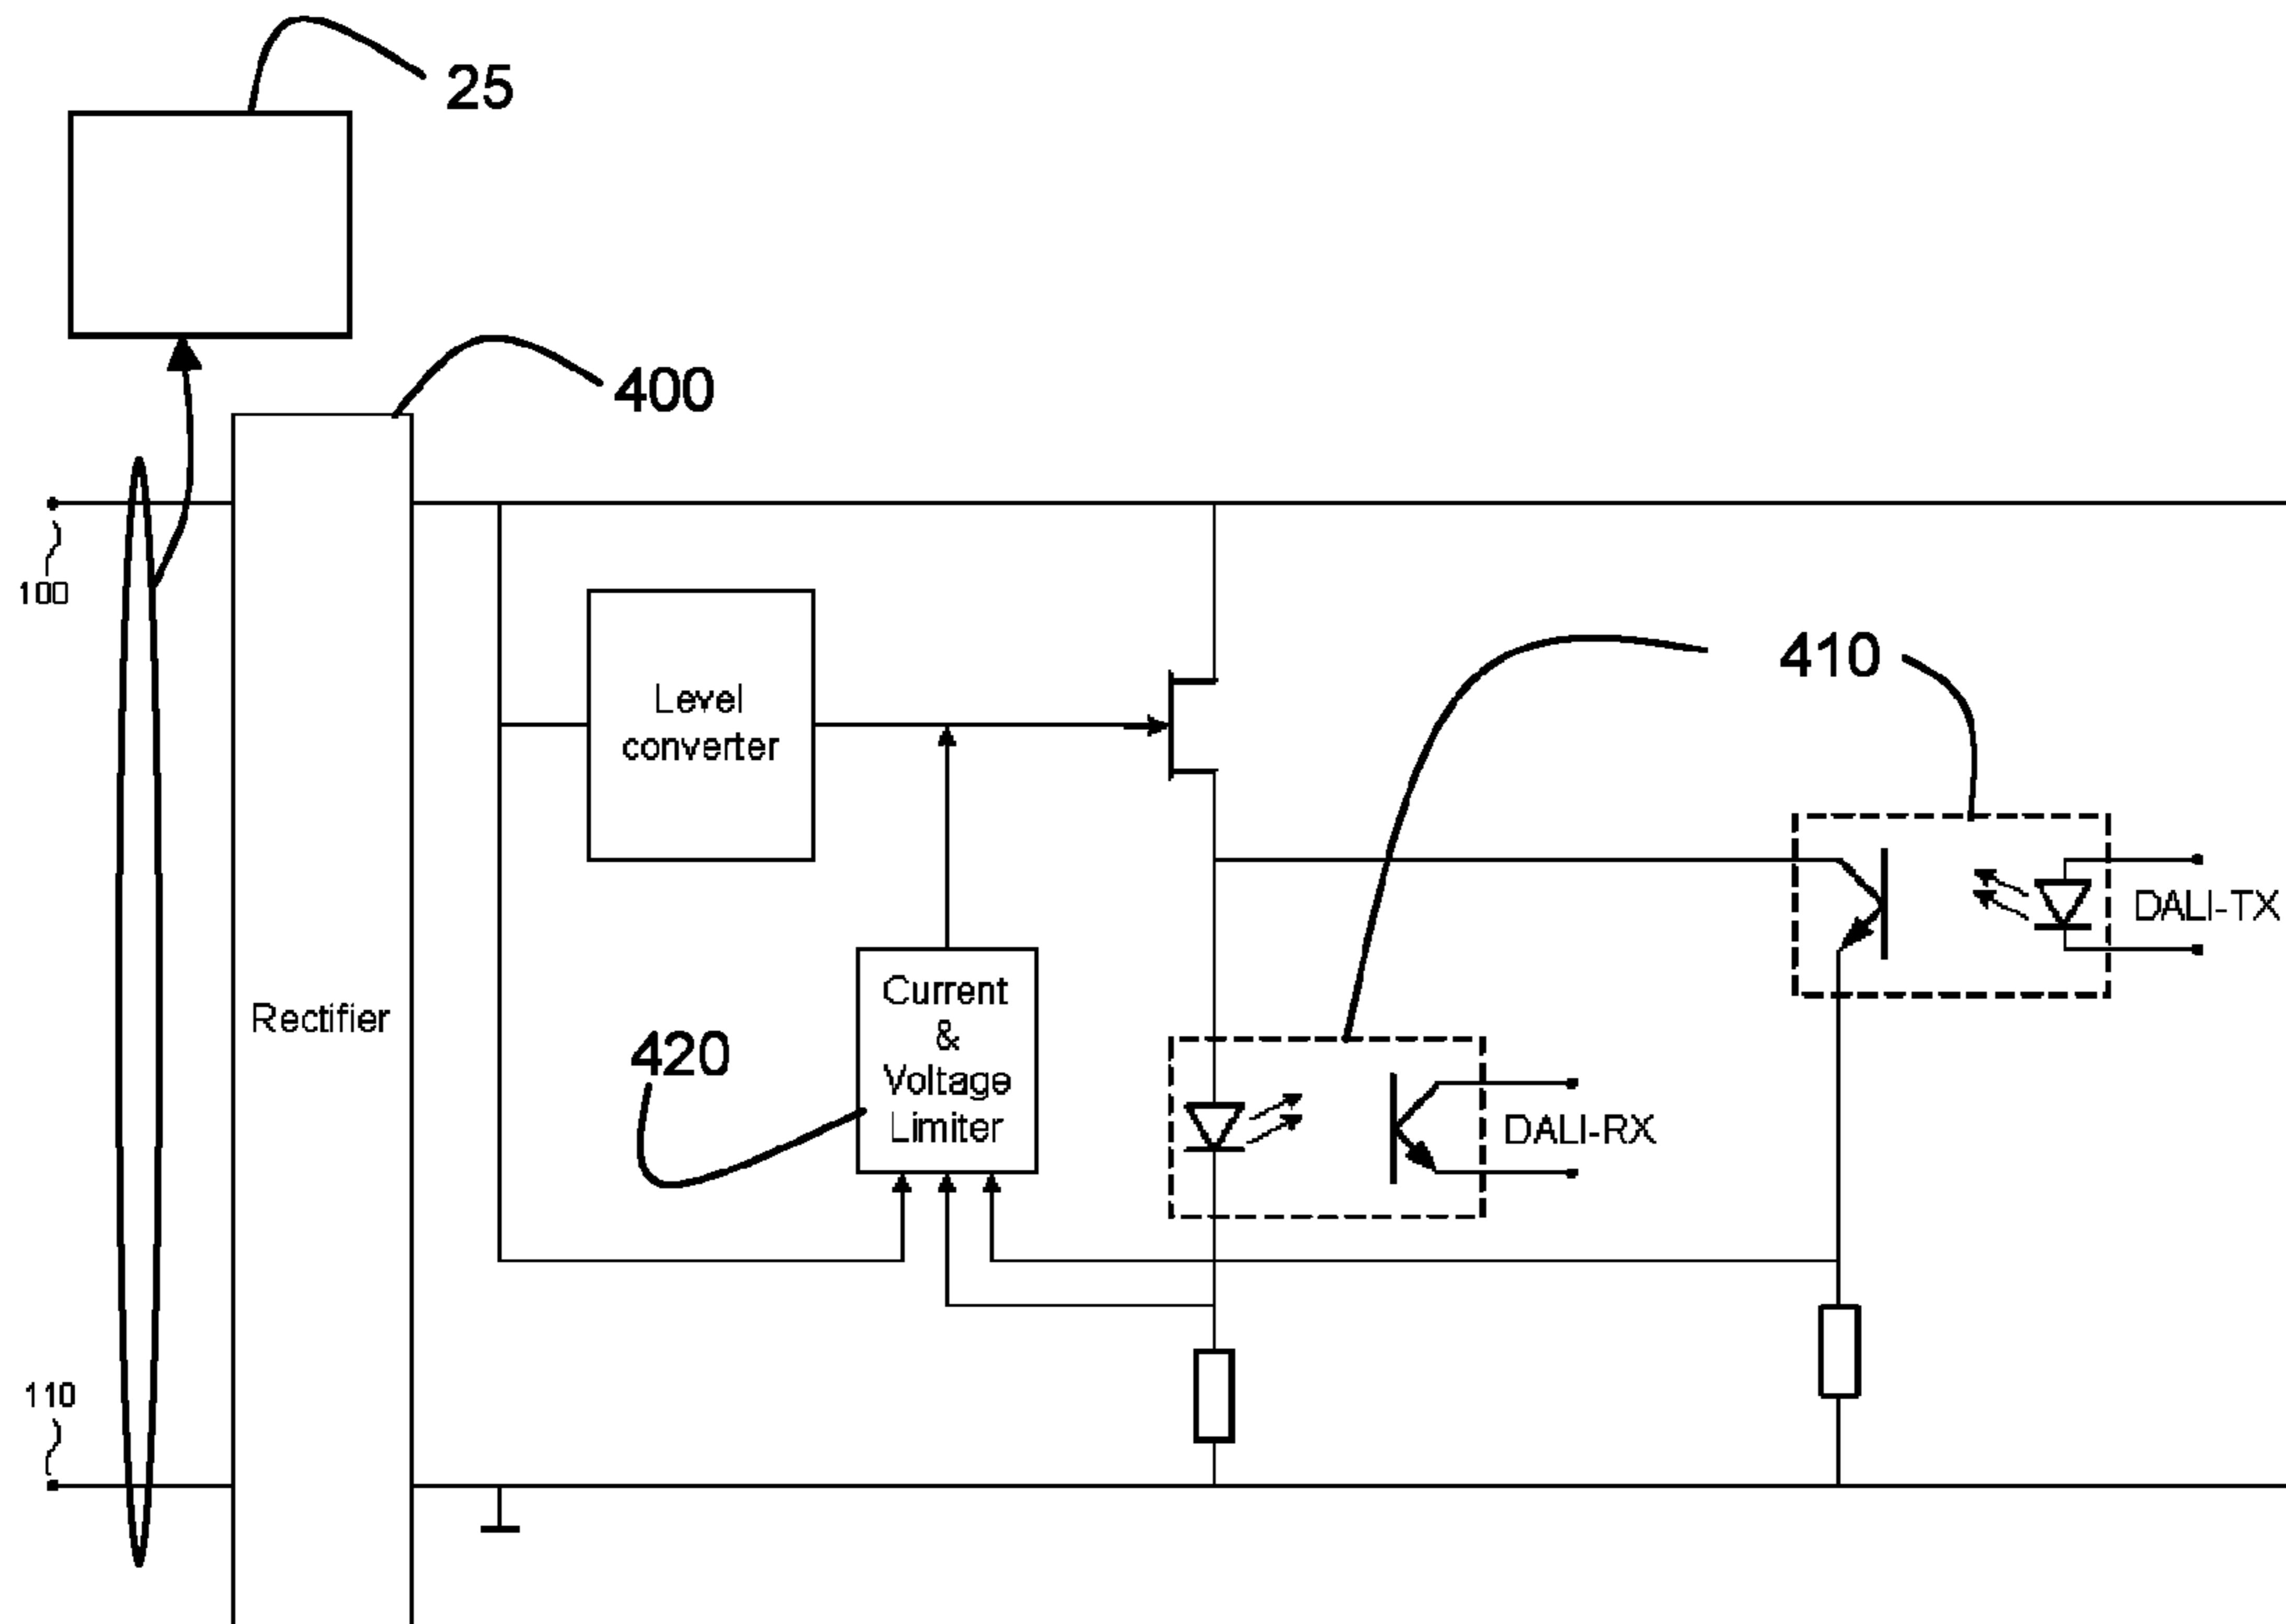 25
400
100
410
Level
converter
DALI-TX
Current
&
Voltage
Limiter
Rectifier
420
DALI-RX
110